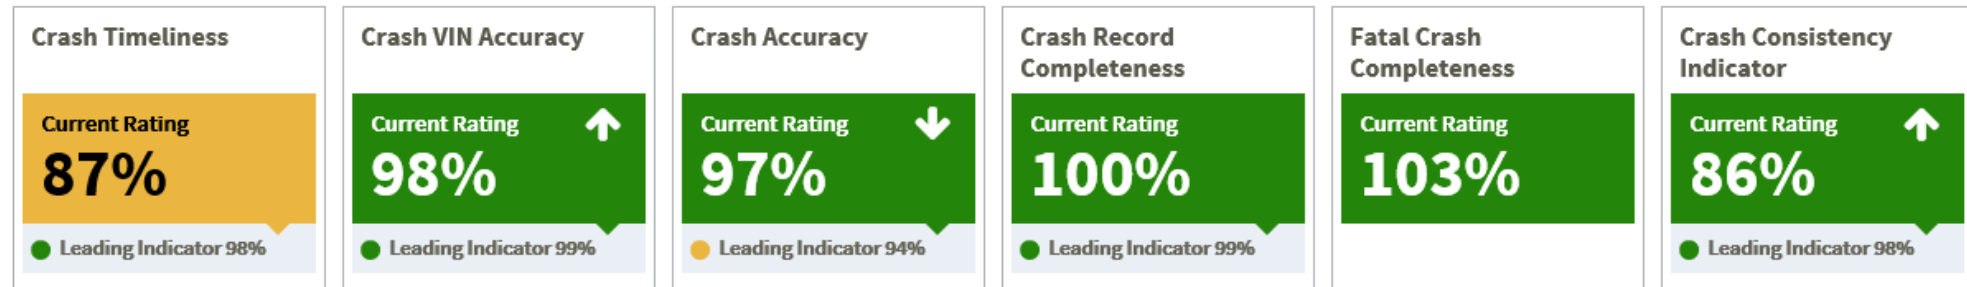 Crash Timeliness
Current Rating
87%
Leading Indicator 98%
Crash VIN Accuracy
Current Rating
98%
Leading Indicator 99%
Crash Accuracy
Current Rating
97%
Leading Indicator 94%
Crash Record
Completeness
Current Rating
100%
Leading Indicator 99%
Fatal Crash
Completeness
Current Rating
103%
Crash Consistency
Indicator
Current Rating
86%
Leading Indicator 98%